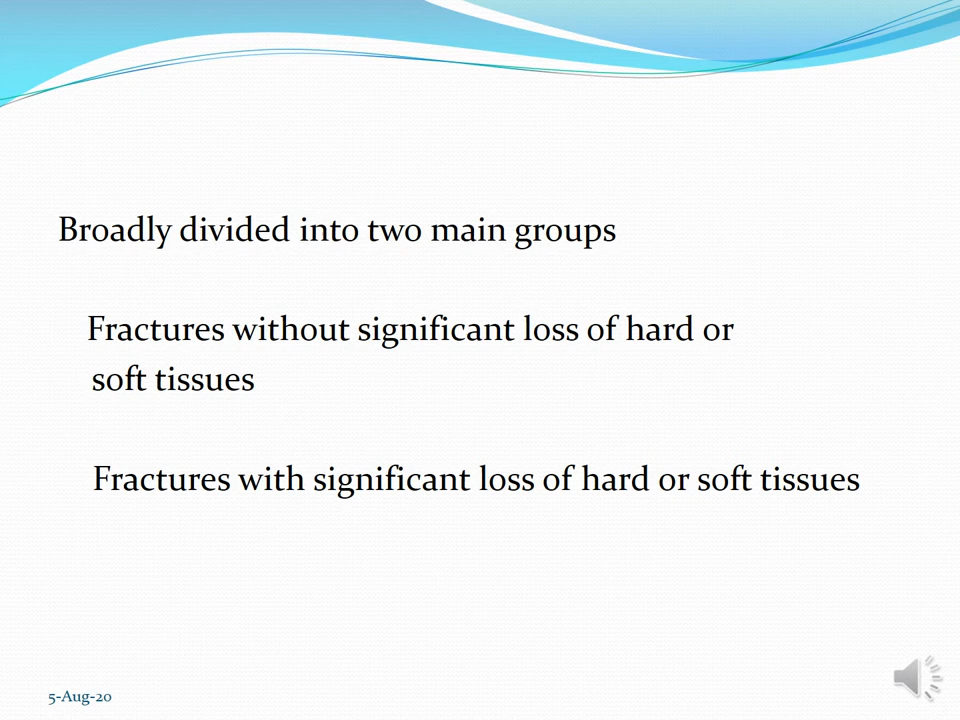 Broadly divided into two main groups
Fractures without significant loss of hard or
soft tissues
Fractures with significant loss of hard or soft tissues
5-Aug-20